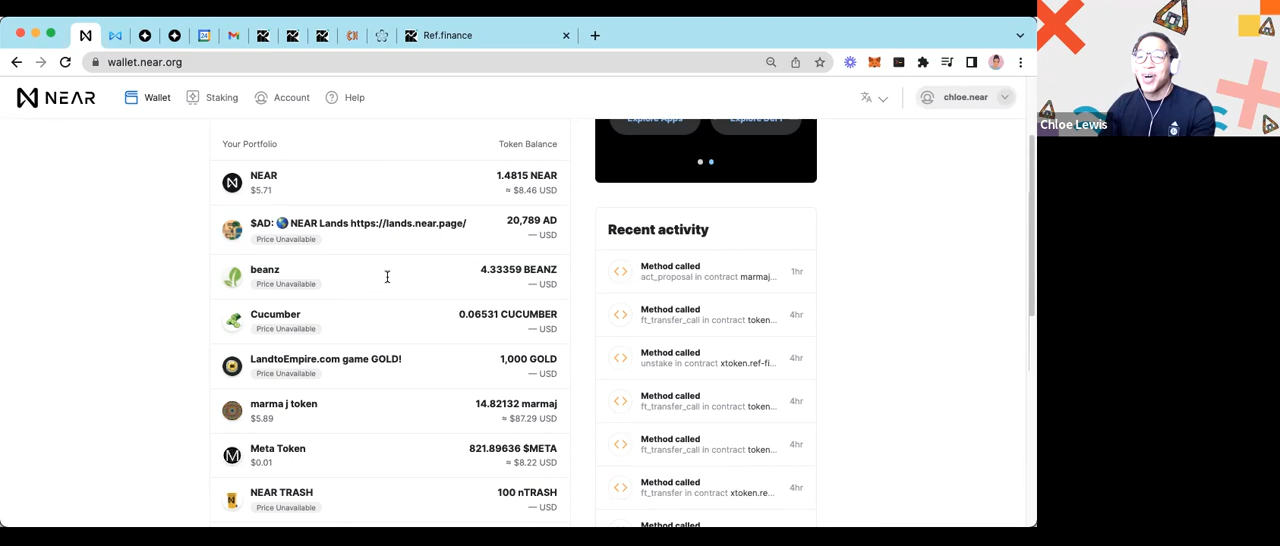 Ref.finance
wallet.near.org
NEAR
Wallet
Staking
Account
Help
chloe.near
Chloe Lewis
Explore Apps
Explore DeFi
Your Portfolio
Token Balance
NEAR
1.4815 NEAR
$5.71
≈ $8.46 USD
$AD: 🌎 NEAR Lands https://lands.near.page/
20,789 AD
Price Unavailable
— USD
beanz
4.33359 BEANZ
Price Unavailable
— USD
Cucumber
0.06531 CUCUMBER
Price Unavailable
— USD
LandtoEmpire.com game GOLD!
1,000 GOLD
Price Unavailable
— USD
marma j token
14.82132 marmaj
$5.89
≈ $87.29 USD
Meta Token
821.89636 $META
$0.01
≈ $8.22 USD
NEAR TRASH
100 nTRASH
Price Unavailable
— USD
Recent activity
Method called
act_proposal in contract marmaj...
1hr
Method called
ft_transfer_call in contract token...
4hr
Method called
unstake in contract xtoken.ref-fi...
4hr
Method called
ft_transfer_call in contract token...
4hr
Method called
ft_transfer_call in contract token...
4hr
Method called
ft_transfer in contract xtoken.re...
4hr
Method called